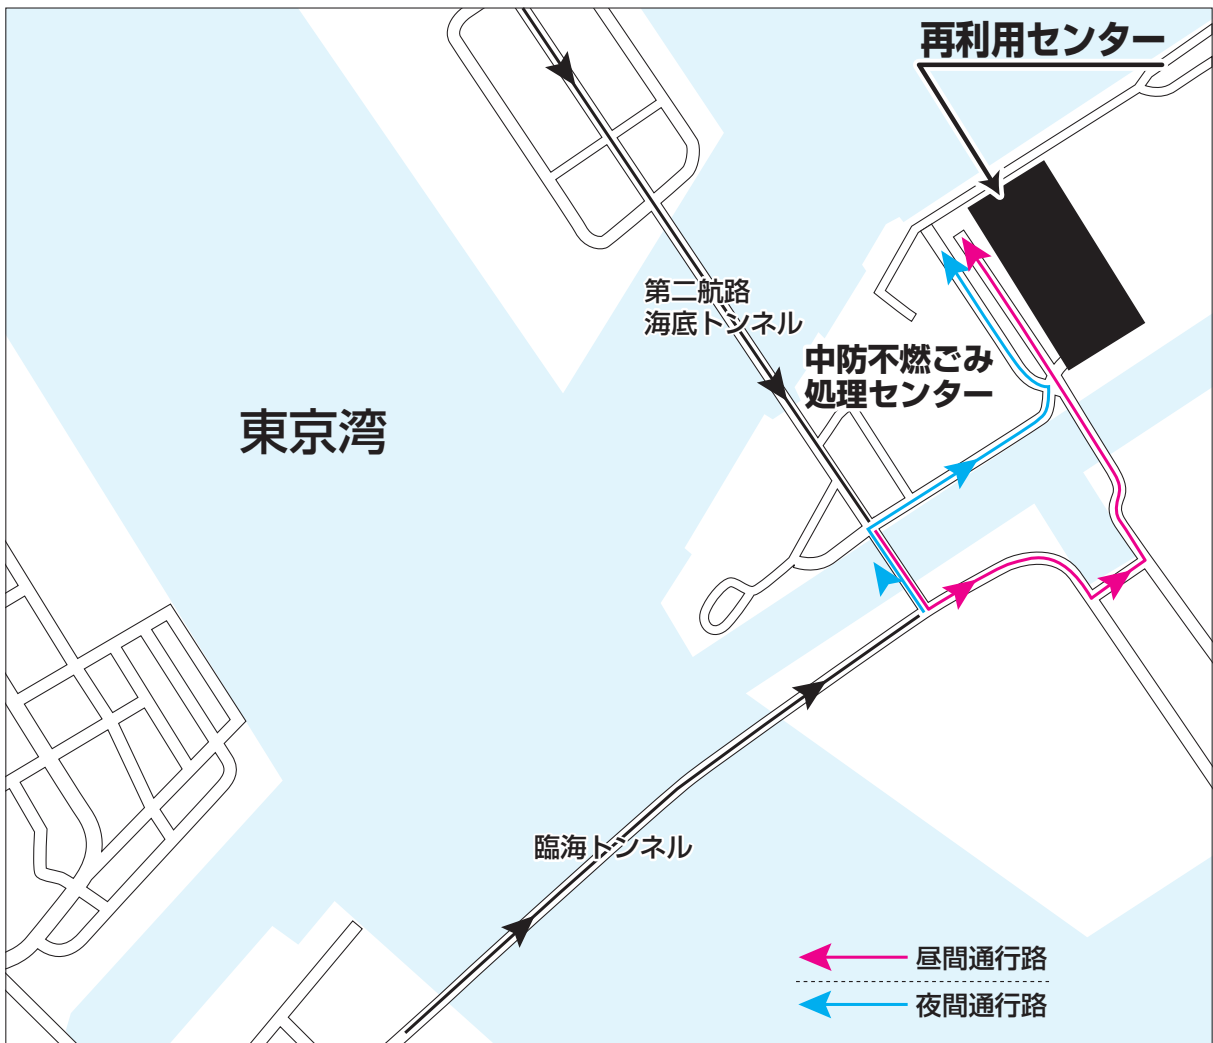 再利用センター
第二航路
海底トンネル
中防不燃ごみ
処理センター
東京湾
臨海トンネル
昼間通行路
夜間通行路